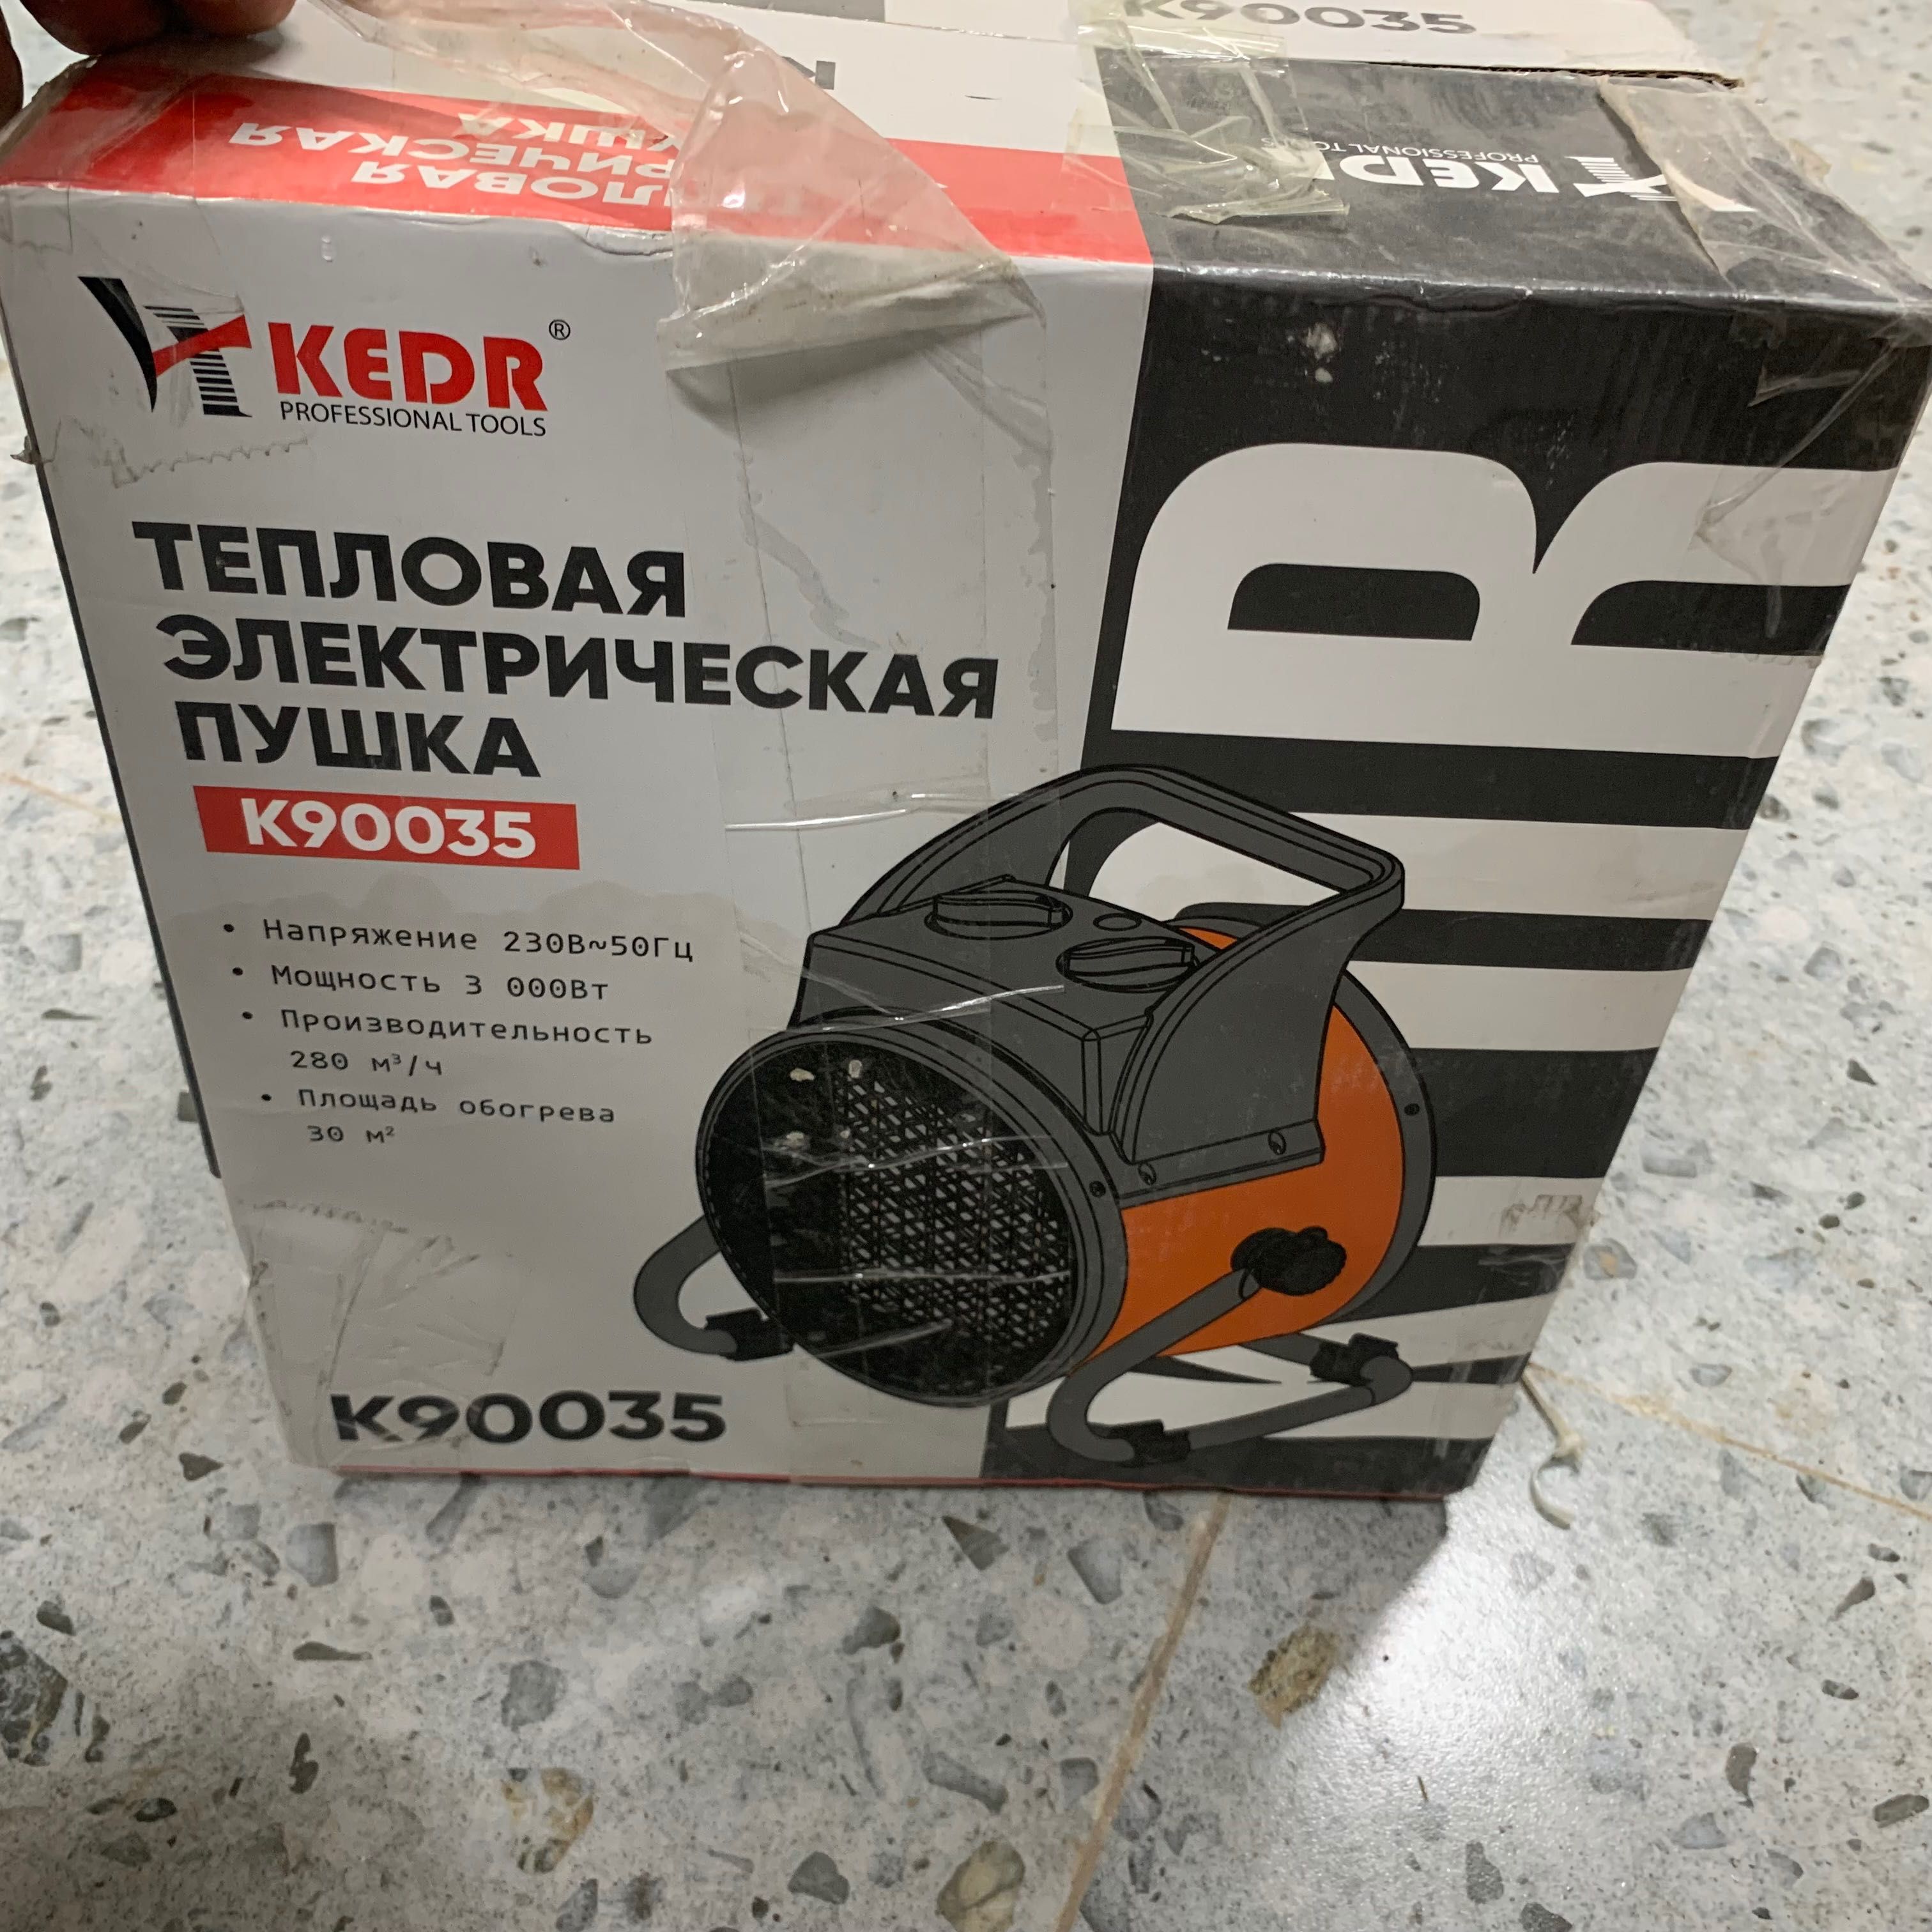 K90035
KEDR
PROFESSIONAL TOOLS
KEDR®
PROFESSIONAL TOOLS
ТЕПЛОВАЯ
ЭЛЕКТРИЧЕСКАЯ
ПУШКА
K90035
• Напряжение 230В~50Гц
• Мощность 3 000Вт
• Производительность
280 м³/ч
• Площадь обогрева
30 м²
K90035